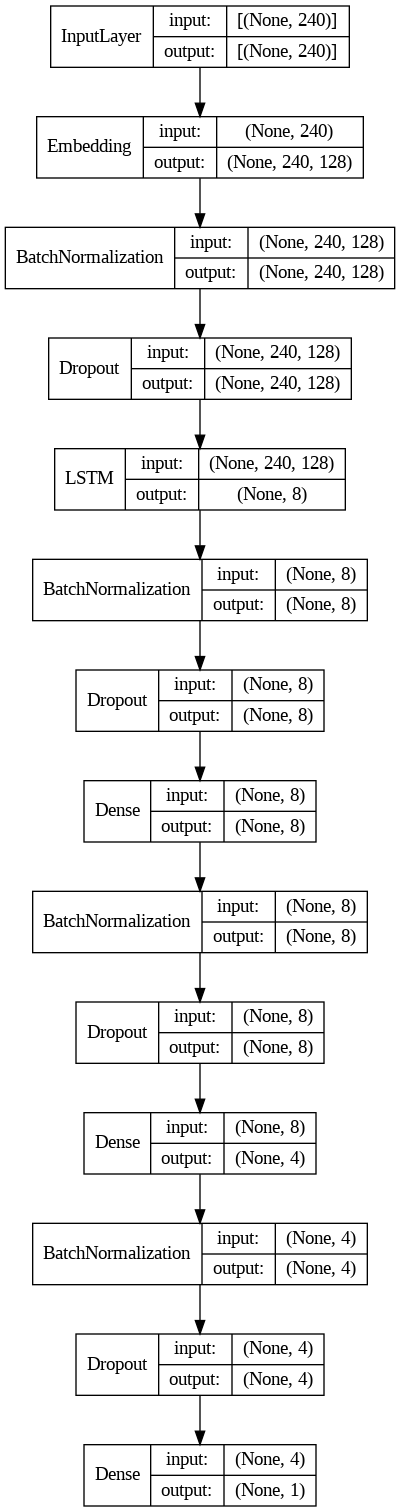 InputLayer input: [(None, 240)]
output: [(None, 240)]
Embedding input: (None, 240)
output: (None, 240, 128)
BatchNormalization input: (None, 240, 128)
output: (None, 240, 128)
Dropout input: (None, 240, 128)
output: (None, 240, 128)
LSTM input: (None, 240, 128)
output: (None, 8)
BatchNormalization input: (None, 8)
output: (None, 8)
Dropout input: (None, 8)
output: (None, 8)
Dense input: (None, 8)
output: (None, 8)
BatchNormalization input: (None, 8)
output: (None, 8)
Dropout input: (None, 8)
output: (None, 8)
Dense input: (None, 8)
output: (None, 4)
BatchNormalization input: (None, 4)
output: (None, 4)
Dropout input: (None, 4)
output: (None, 4)
Dense input: (None, 4)
output: (None, 1)